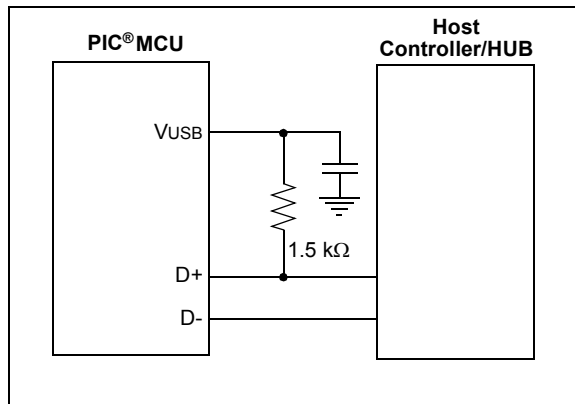 PIC® MCU
Host
Controller/HUB
VUSB
1.5 kΩ
D+
D-